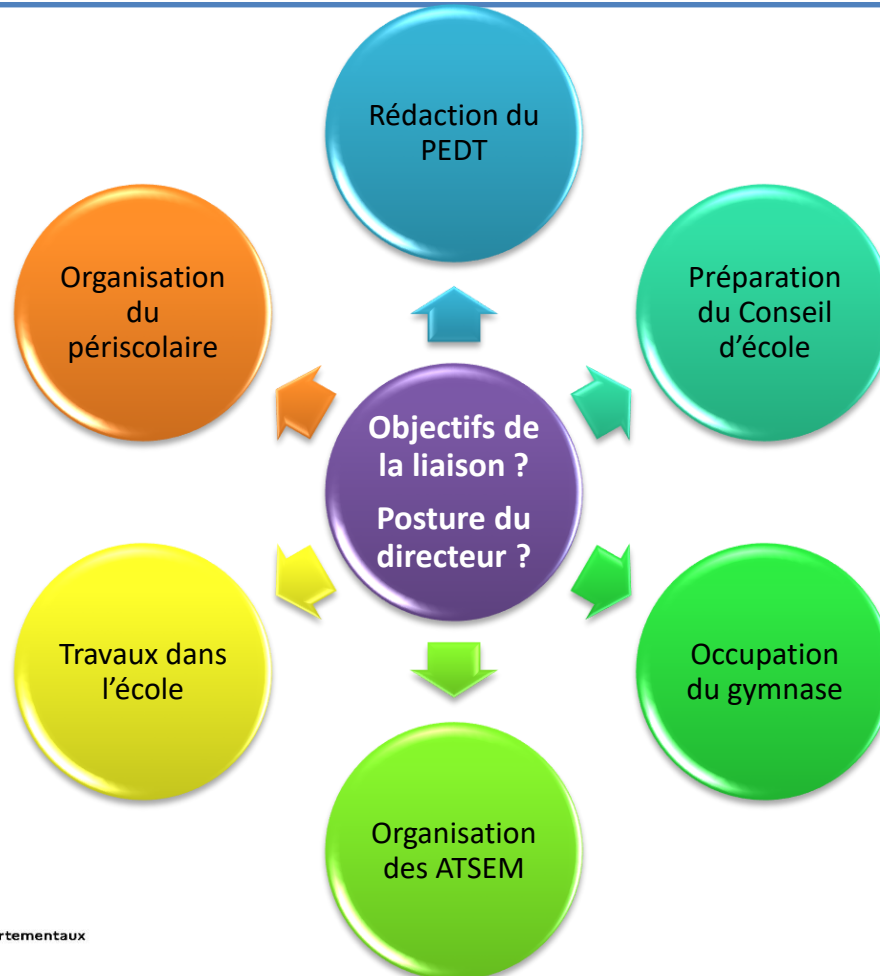 Rédaction du
PEDT
Organisation
du
périscolaire
Préparation
du Conseil
d’école
Objectifs de
la liaison ?
Posture du
directeur ?
Travaux dans
l’école
Occupation
du gymnase
Organisation
des ATSEM